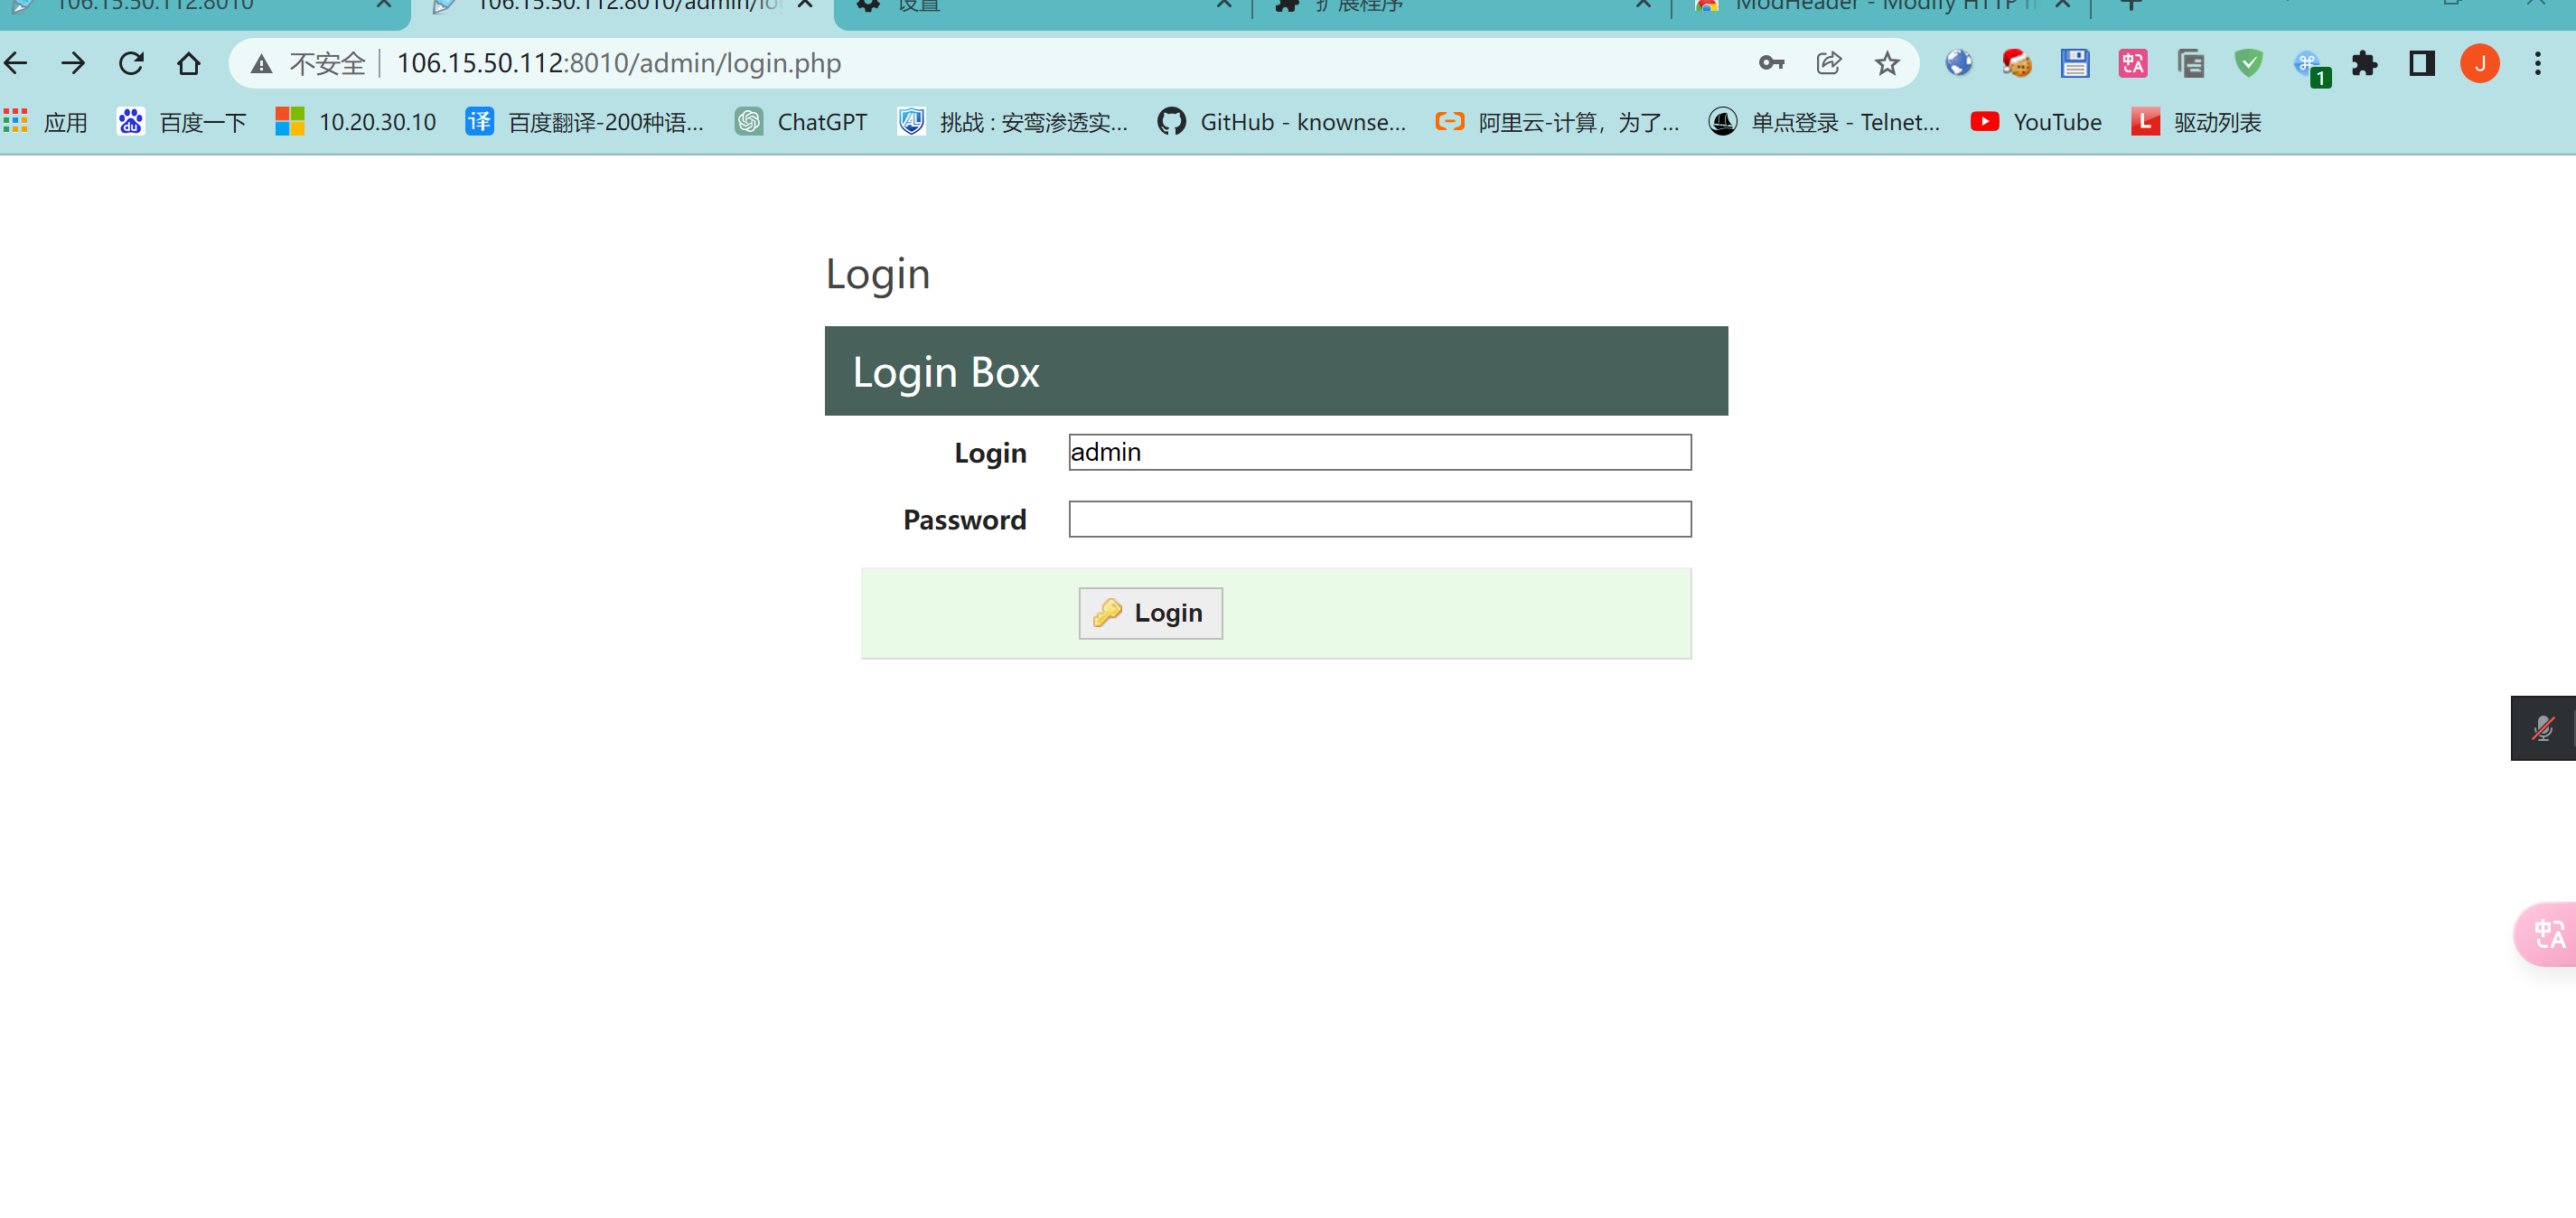 106.15.50.112:8010
106.15.50.112:8010/admin/lo
设置
扩展程序
ModHeader - Modify HTTP
不安全
106.15.50.112:8010/admin/login.php
1
J
应用
百度一下
10.20.30.10
译
百度翻译-200种语...
ChatGPT
挑战 : 安鸾渗透实...
GitHub - knownse...
阿里云-计算，为了...
单点登录 - Telnet...
YouTube
L
驱动列表
Login
Login Box
Login
admin
Password
Login